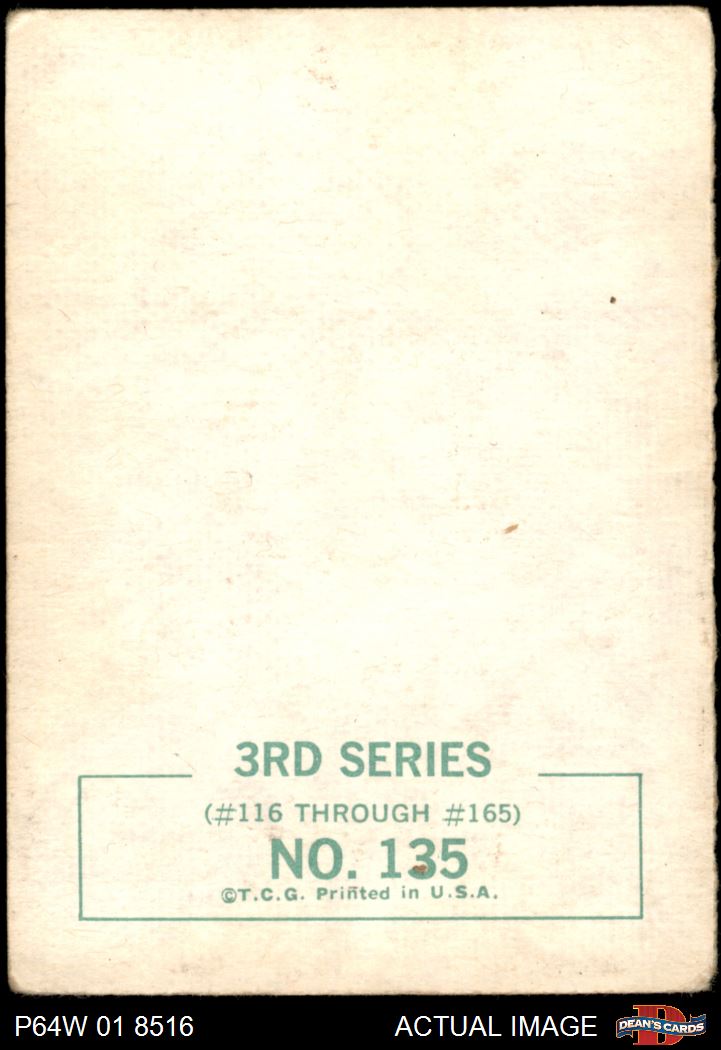 3RD SERIES
(#116 THROUGH #165)
NO. 135
©T.C.G. Printed in U.S.A.
P64W 01 8516
ACTUAL IMAGE
DEAN'S CARDS